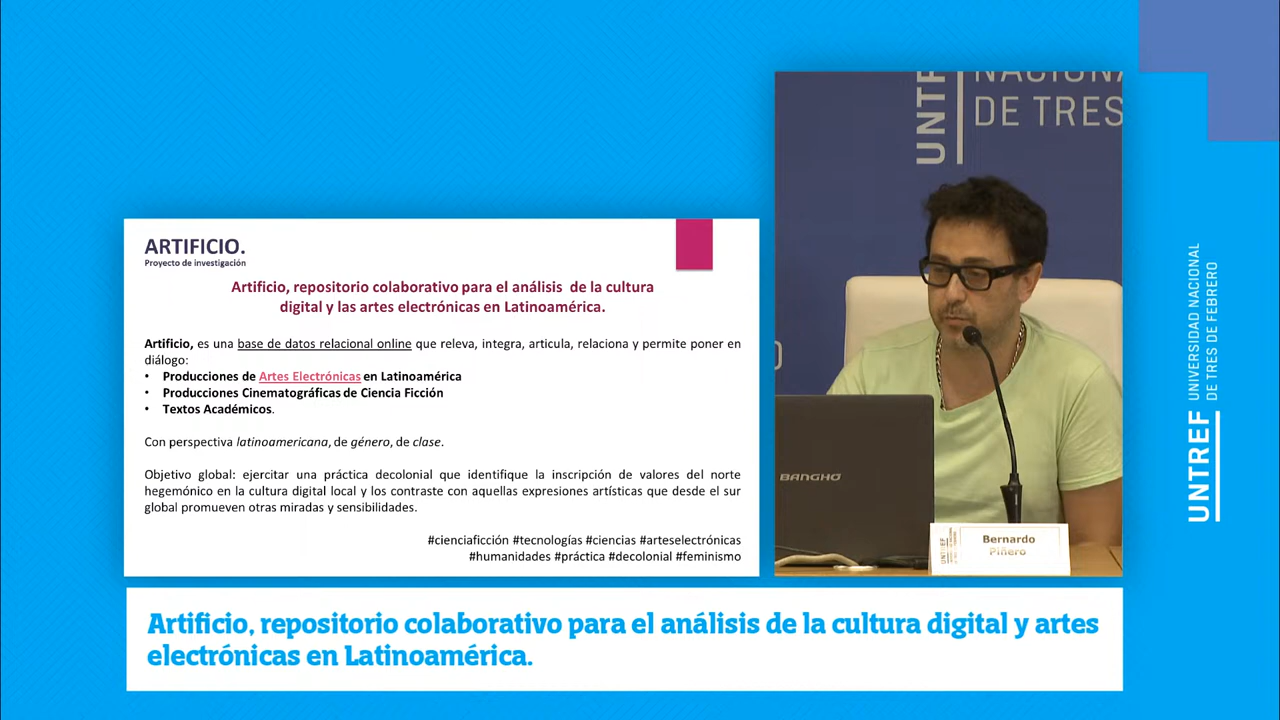 ARTIFICIO.
Proyecto de investigación
Artificio, repositorio colaborativo para el análisis de la cultura
digital y las artes electrónicas en Latinoamérica.
Artificio, es una base de datos relacional online que releva, integra, articula, relaciona y permite poner en
diálogo:
• Producciones de Artes Electrónicas en Latinoamérica
• Producciones Cinematográficas de Ciencia Ficción
• Textos Académicos.
Con perspectiva latinoamericana, de género, de clase.
Objetivo global: ejercitar una práctica decolonial que identifique la inscripción de valores del norte
hegemónico en la cultura digital local y los contraste con aquellas expresiones artísticas que desde el sur
global promueven otras miradas y sensibilidades.
#cienciaficción #tecnologías #ciencias #arteselectrónicas
#humanidades #práctica #decolonial #feminismo
UNTREF
NACIONA
DE TRES
BANGHO
UNTREF
Bernardo
Piñero
UNTREF
UNIVERSIDAD NACIONAL
DE TRES DE FEBRERO
Artificio, repositorio colaborativo para el análisis de la cultura digital y artes
electrónicas en Latinoamérica.